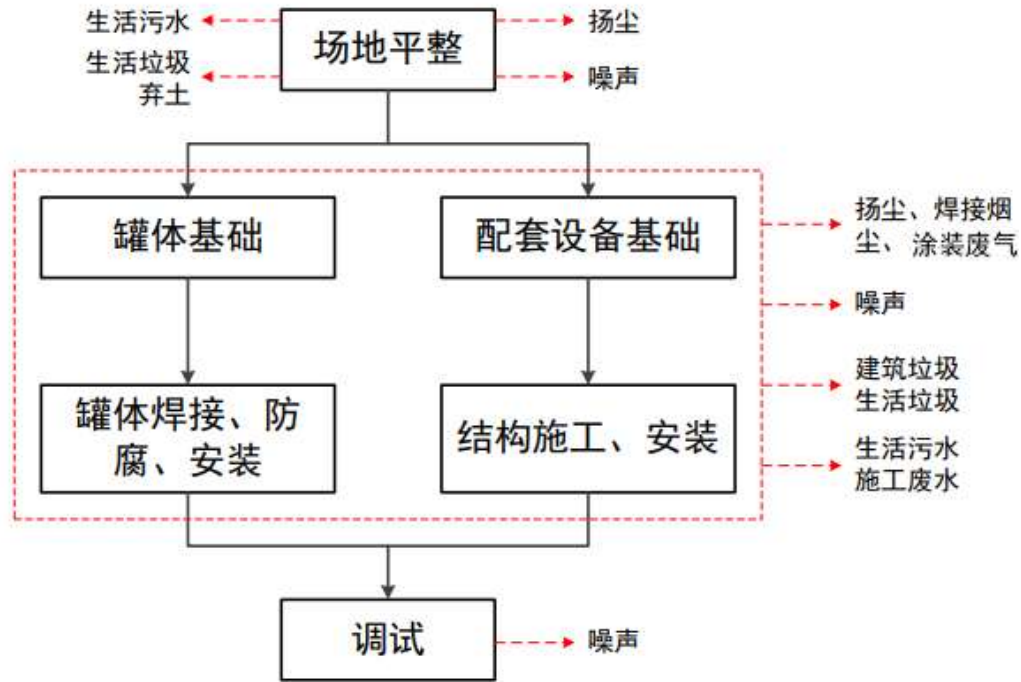 生活污水
场地平整
扬尘
生活垃圾
弃土
噪声
罐体基础
配套设备基础
扬尘、焊接烟
尘、涂装废气
噪声
罐体焊接、防
腐、安装
结构施工、安装
建筑垃圾
生活垃圾
生活污水
施工废水
调试
噪声